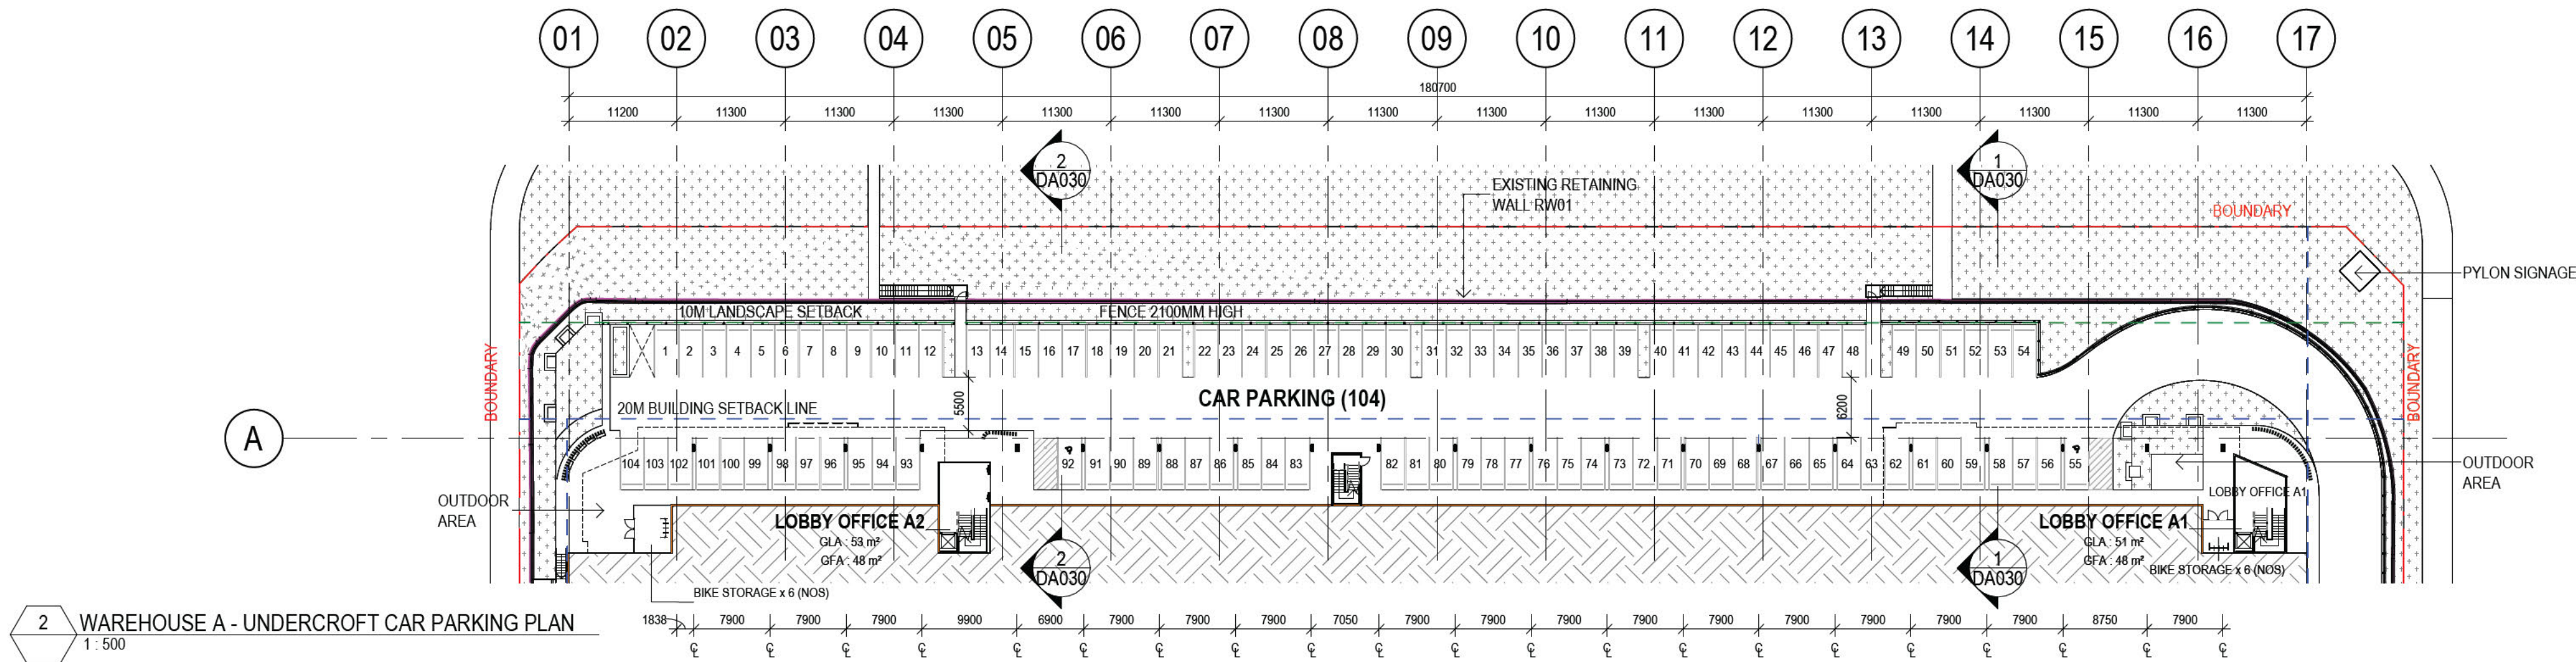 01 02 03 04 05 06 07 08 09 10 11 12 13 14 15 16 17
180700
11200 11300 11300 11300 11300 11300 11300 11300 11300 11300 11300 11300 11300 11300 11300 11300
2
DA030
1
DA030
EXISTING RETAINING
WALL RW01
BOUNDARY
PYLON SIGNAGE
10M LANDSCAPE SETBACK
FENCE 2100MM HIGH
BOUNDARY
BOUNDARY
1 2 3 4 5 6 7 8 9 10 11 12 13 14 15 16 17 18 19 20 21 22 23 24 25 26 27 28 29 30 31 32 33 34 35 36 37 38 39 40 41 42 43 44 45 46 47 48 49 50 51 52 53 54
5500
CAR PARKING (104)
6200
20M BUILDING SETBACK LINE
A
104 103 102 101 100 99 98 97 96 95 94 93 92 91 90 89 88 87 86 85 84 83 82 81 80 79 78 77 76 75 74 73 72 71 70 69 68 67 66 65 64 63 62 61 60 59 58 57 56 55
OUTDOOR
AREA
OUTDOOR
AREA
LOBBY OFFICE A1
LOBBY OFFICE A2
GLA : 53 m²
GFA : 48 m²
LOBBY OFFICE A1
GLA : 51 m²
GFA : 48 m²
BIKE STORAGE x 6 (NOS)
2
DA030
1
DA030
BIKE STORAGE x 6 (NOS)
1838 7900 7900 7900 9900 6900 7900 7900 7900 7050 7900 7900 7900 7900 7900 7900 7900 7900 7900 8750 7900
2
WAREHOUSE A - UNDERCROFT CAR PARKING PLAN
1 : 500